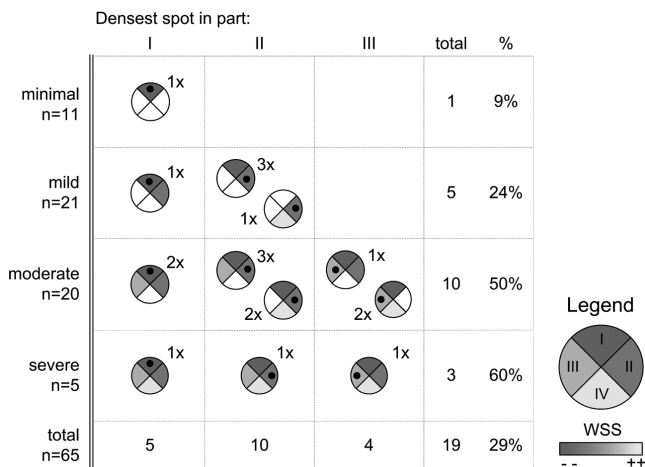 Densest spot in part:
I II III total %
minimal
n=11
1x
1 9%
mild
n=21
1x
3x
1x
5 24%
moderate
n=20
2x
3x
2x
1x
2x
10 50%
severe
n=5
1x
1x
1x
3 60%
total
n=65
5 10 4 19 29%
Legend
I
III II
IV
WSS
- - ++